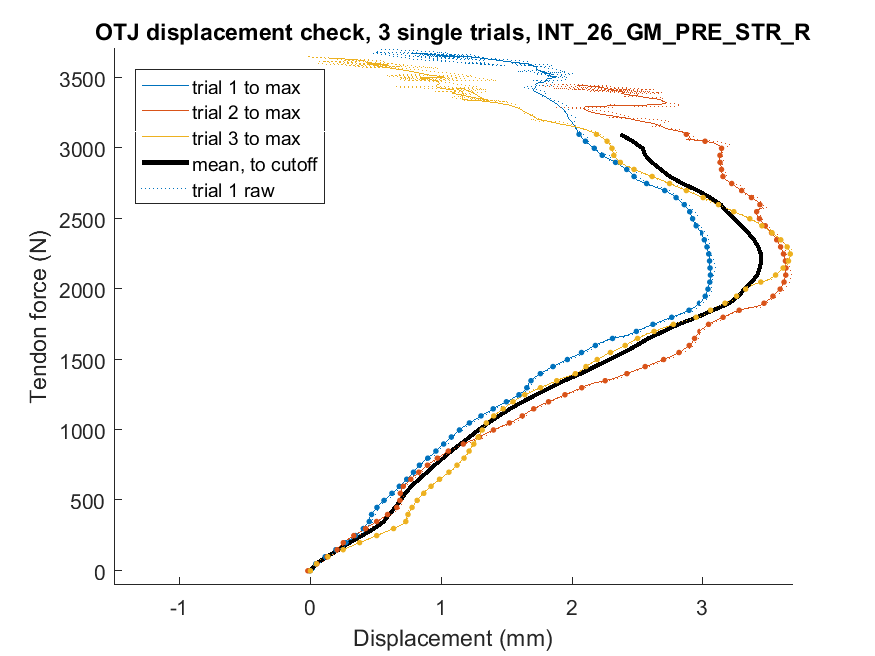 OTJ displacement check, 3 single trials, INT_26_GM_PRE_STR_R
trial 1 to max
trial 2 to max
trial 3 to max
mean, to cutoff
trial 1 raw
Tendon force (N)
3500
3000
2500
2000
1500
1000
500
0
-1 0 1 2 3
Displacement (mm)